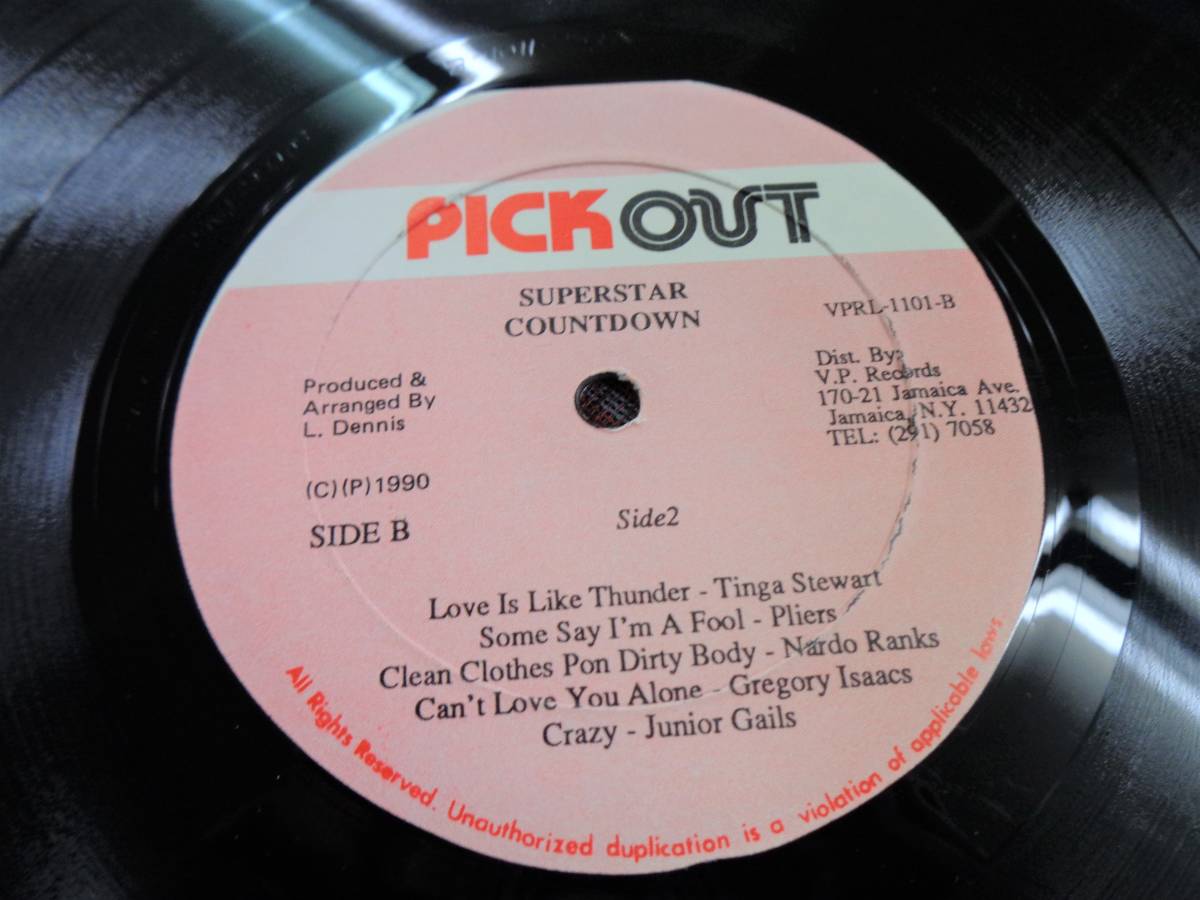 PICK OUT
SUPERSTAR
COUNTDOWN
VPRL-1101-B
Produced &
Arranged By
L. Dennis
Dist. By:
V.P. Records
170-21 Jamaica Ave.
Jamaica, N.Y. 11432
TEL: (291) 7058
(C)(P)1990
SIDE B
Side2
Love Is Like Thunder - Tinga Stewart
Some Say I'm A Fool - Pliers
Clean Clothes Pon Dirty Body - Nardo Ranks
Can't Love You Alone - Gregory Isaacs
Crazy - Junior Gails
All Rights Reserved. Unauthorized duplication is a violation of applicable laws